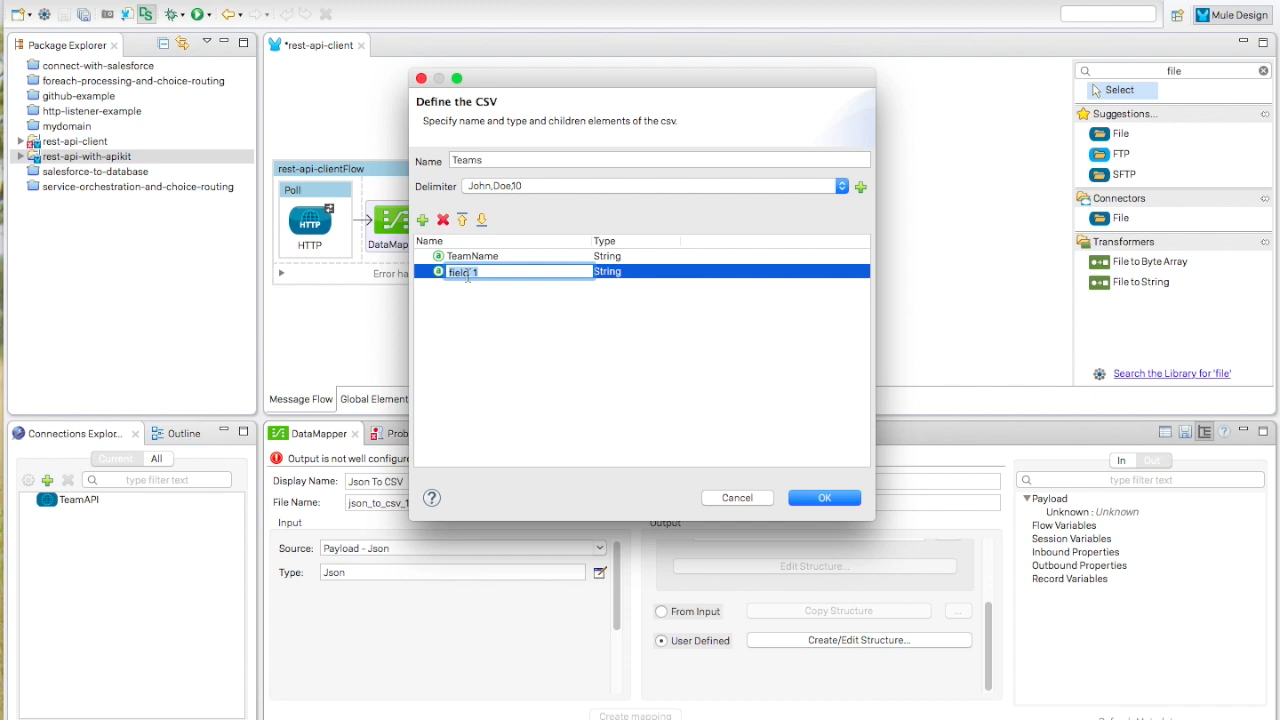 Mule Design
Package Explorer
*rest-api-client
connect-with-salesforce
foreach-processing-and-choice-routing
github-example
http-listener-example
mydomain
rest-api-client
rest-api-with-apikit
salesforce-to-database
service-orchestration-and-choice-routing
rest-api-clientFlow
Poll
HTTP
HTTP
DataMap
Error ha
Message Flow
Global Element
Define the CSV
Specify name and type and children elements of the csv.
Name
Teams
Delimiter
John,Doe,10
Name
Type
TeamName
String
field_1
String
Cancel
OK
file
Select
Suggestions...
File
FTP
SFTP
Connectors
File
Transformers
File to Byte Array
File to String
Search the Library for 'file'
Connections Explor...
Outline
Current
All
type filter text
TeamAPI
DataMapper
Prob
Output is not well configure
Display Name:
Json To CSV
File Name:
json_to_csv_1
Input
Source:
Payload - Json
Type:
Json
Output
Edit Structure...
From Input
Copy Structure
...
User Defined
Create/Edit Structure...
Create mapping
In
Out
type filter text
Payload
Unknown : Unknown
Flow Variables
Session Variables
Inbound Properties
Outbound Properties
Record Variables